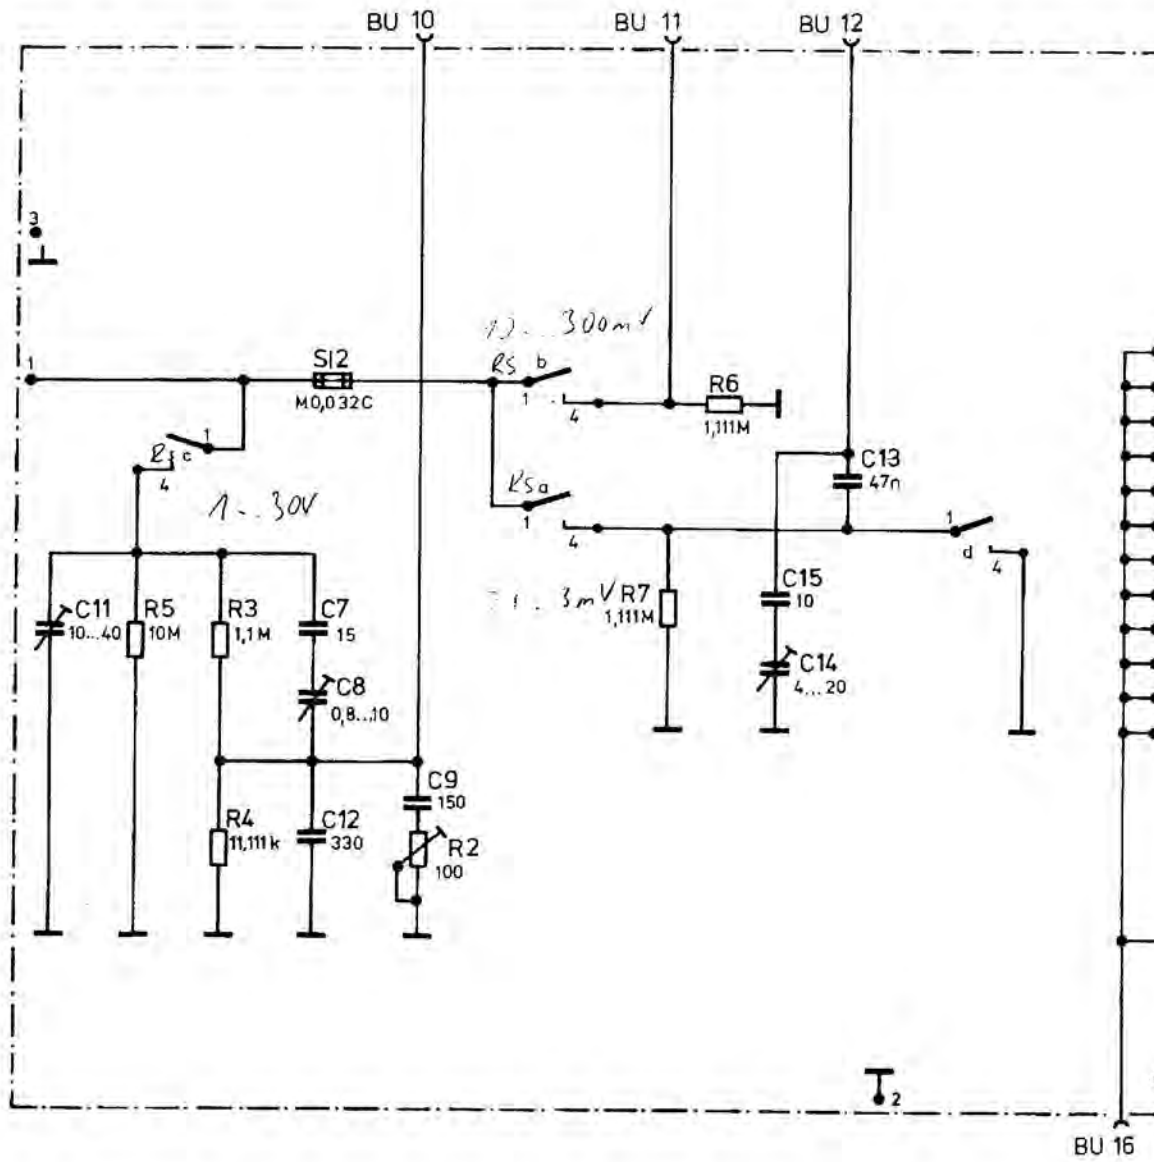 BU 10
BU 11
BU 12
3
10...300mV
1
SI2
M0,032C
RS b
1
4
R6
1,111M
c
1
4
C13
47n
1...30V
RS a
1
4
1
d
4
C11
10...40
R5
10M
R3
1,1M
C7
15
3mV
R7
1,111M
C15
10
C8
0,8...10
C14
4...20
C9
150
R4
11,111k
C12
330
R2
100
2
BU 16